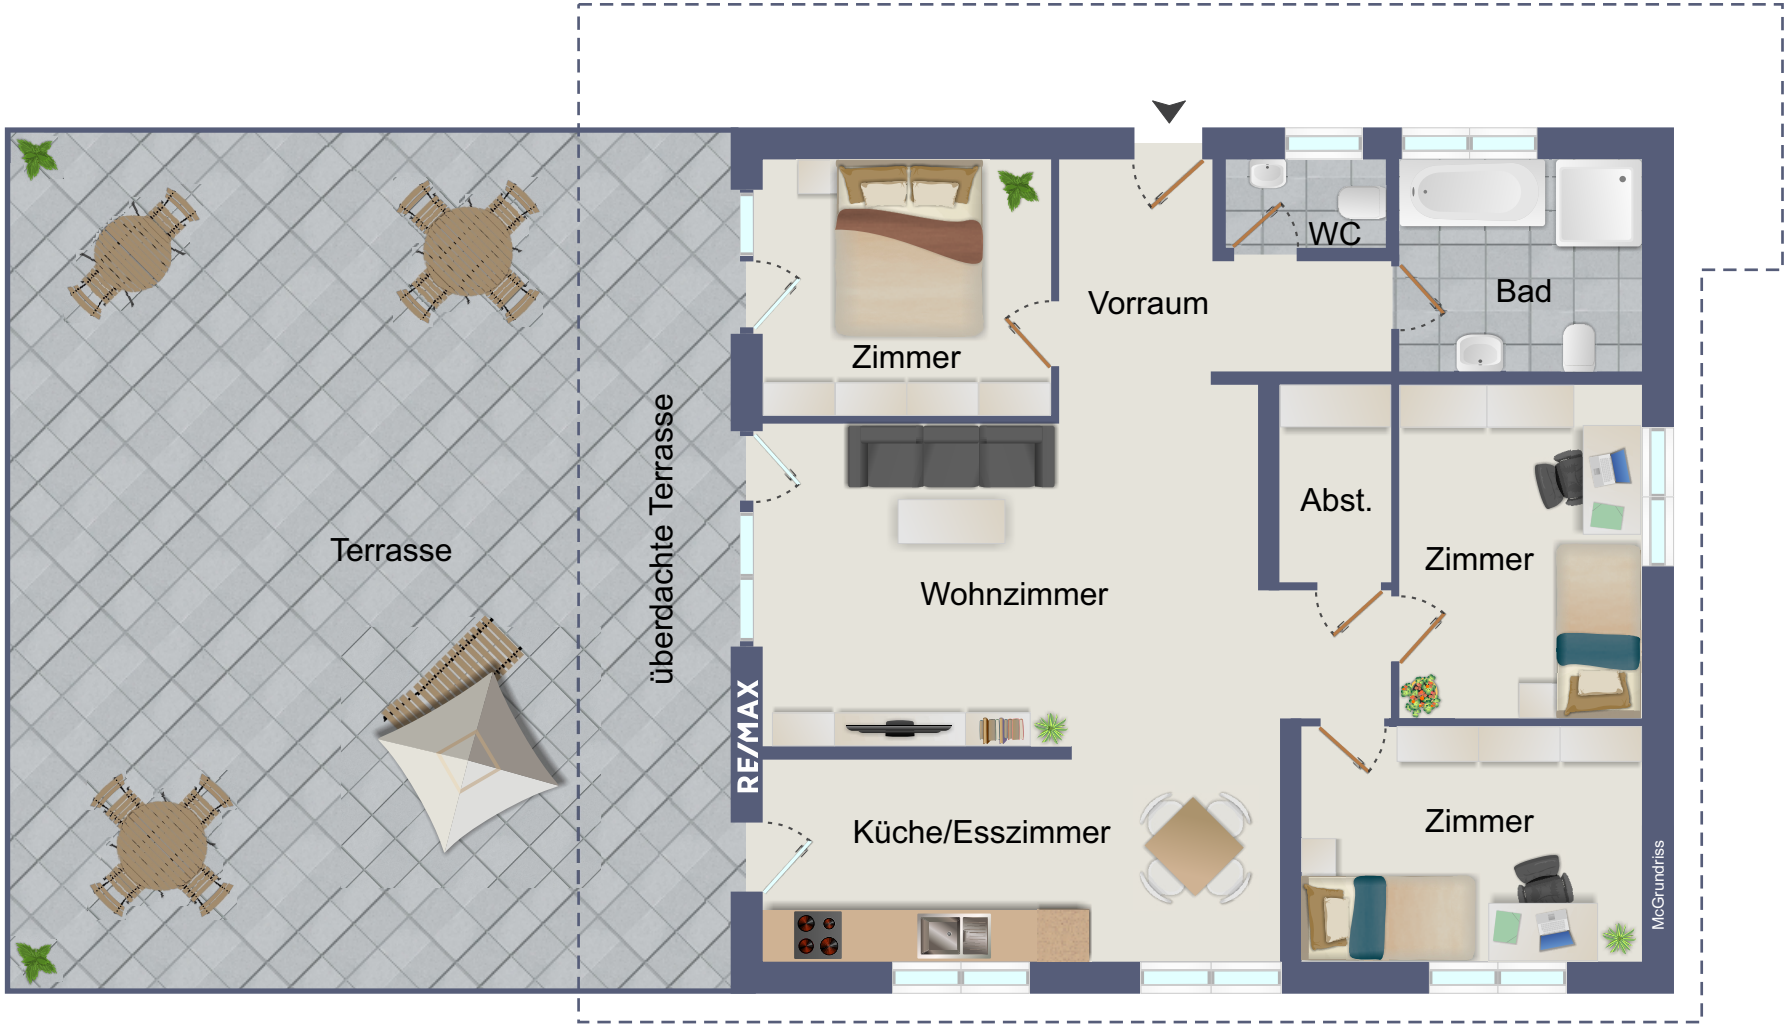 WC
Vorraum
Bad
Zimmer
überdachte Terrasse
Abst.
Terrasse
Zimmer
Wohnzimmer
RE/MAX
Küche/Esszimmer
Zimmer
McGrundriss